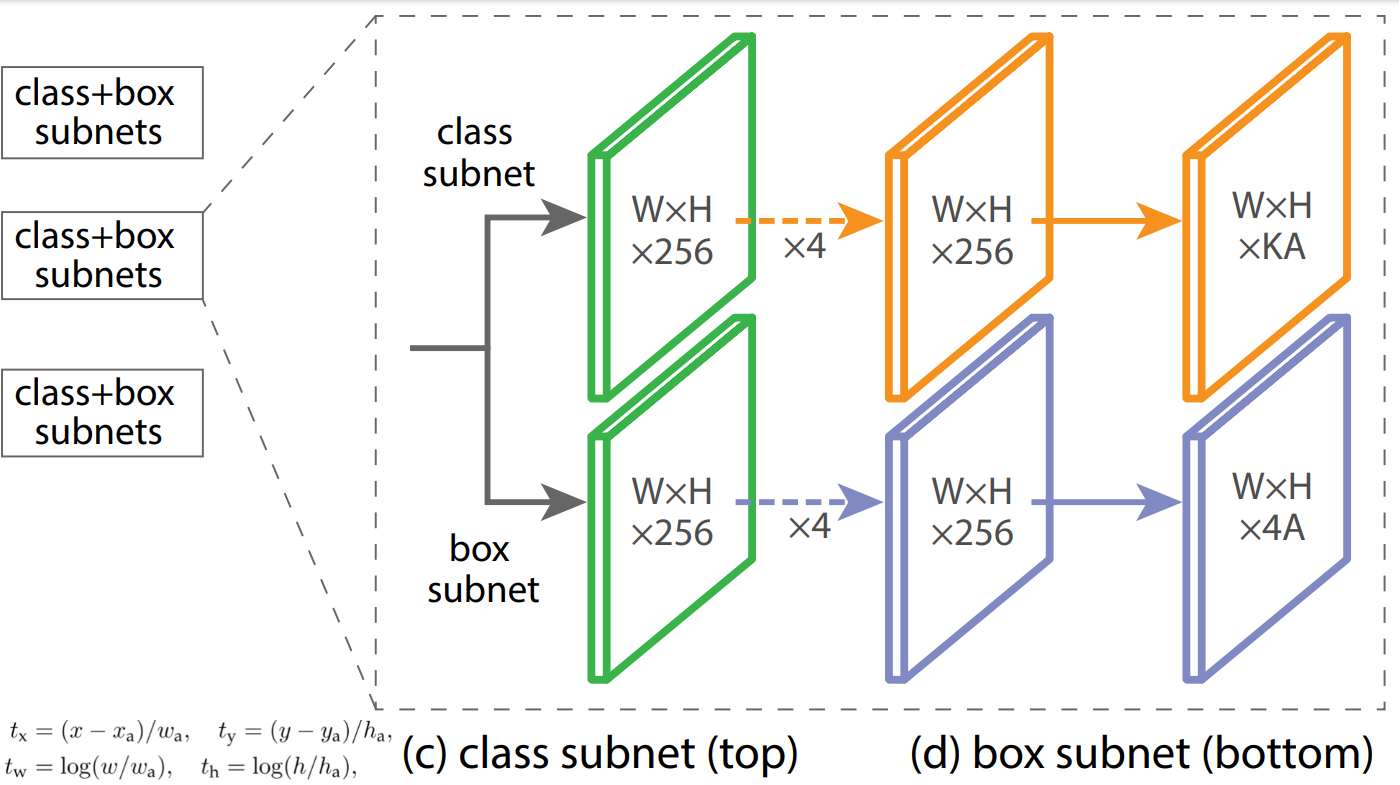 class+box
subnets
class+box
subnets
class+box
subnets
class
subnet
W×H
×256
×4
W×H
×256
W×H
×KA
box
subnet
W×H
×256
×4
W×H
×256
W×H
×4A
t_x = (x − x_a)/w_a, t_y = (y − y_a)/h_a,
t_w = log(w/w_a), t_h = log(h/h_a),
(c) class subnet (top) (d) box subnet (bottom)